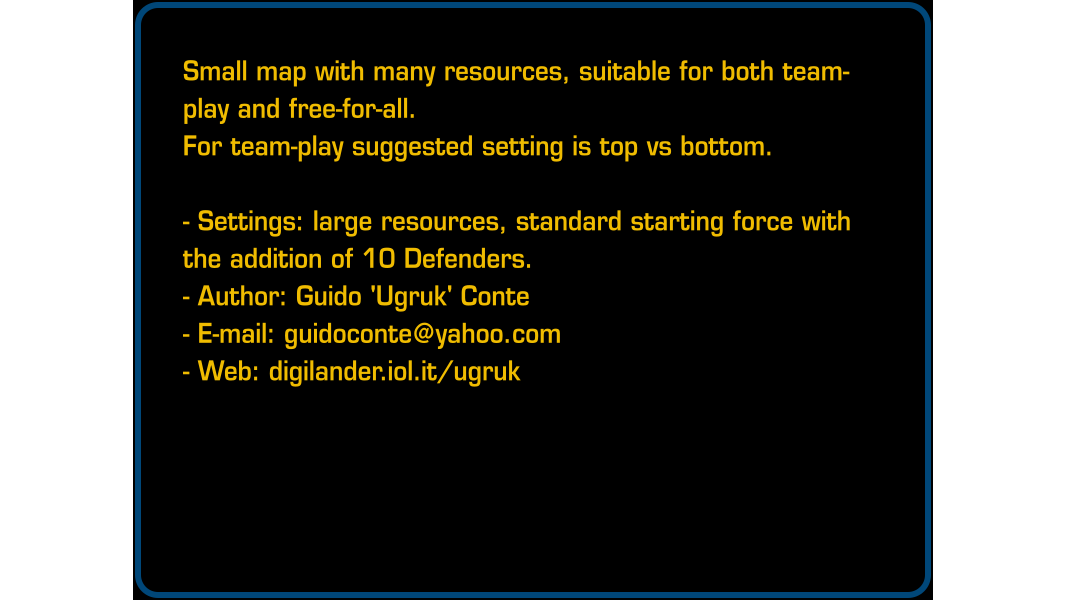 Small map with many resources, suitable for both team-
play and free-for-all.
For team-play suggested setting is top vs bottom.
- Settings: large resources, standard starting force with
the addition of 10 Defenders.
- Author: Guido 'Ugruk' Conte
- E-mail: guidoconte@yahoo.com
- Web: digilander.iol.it/ugruk